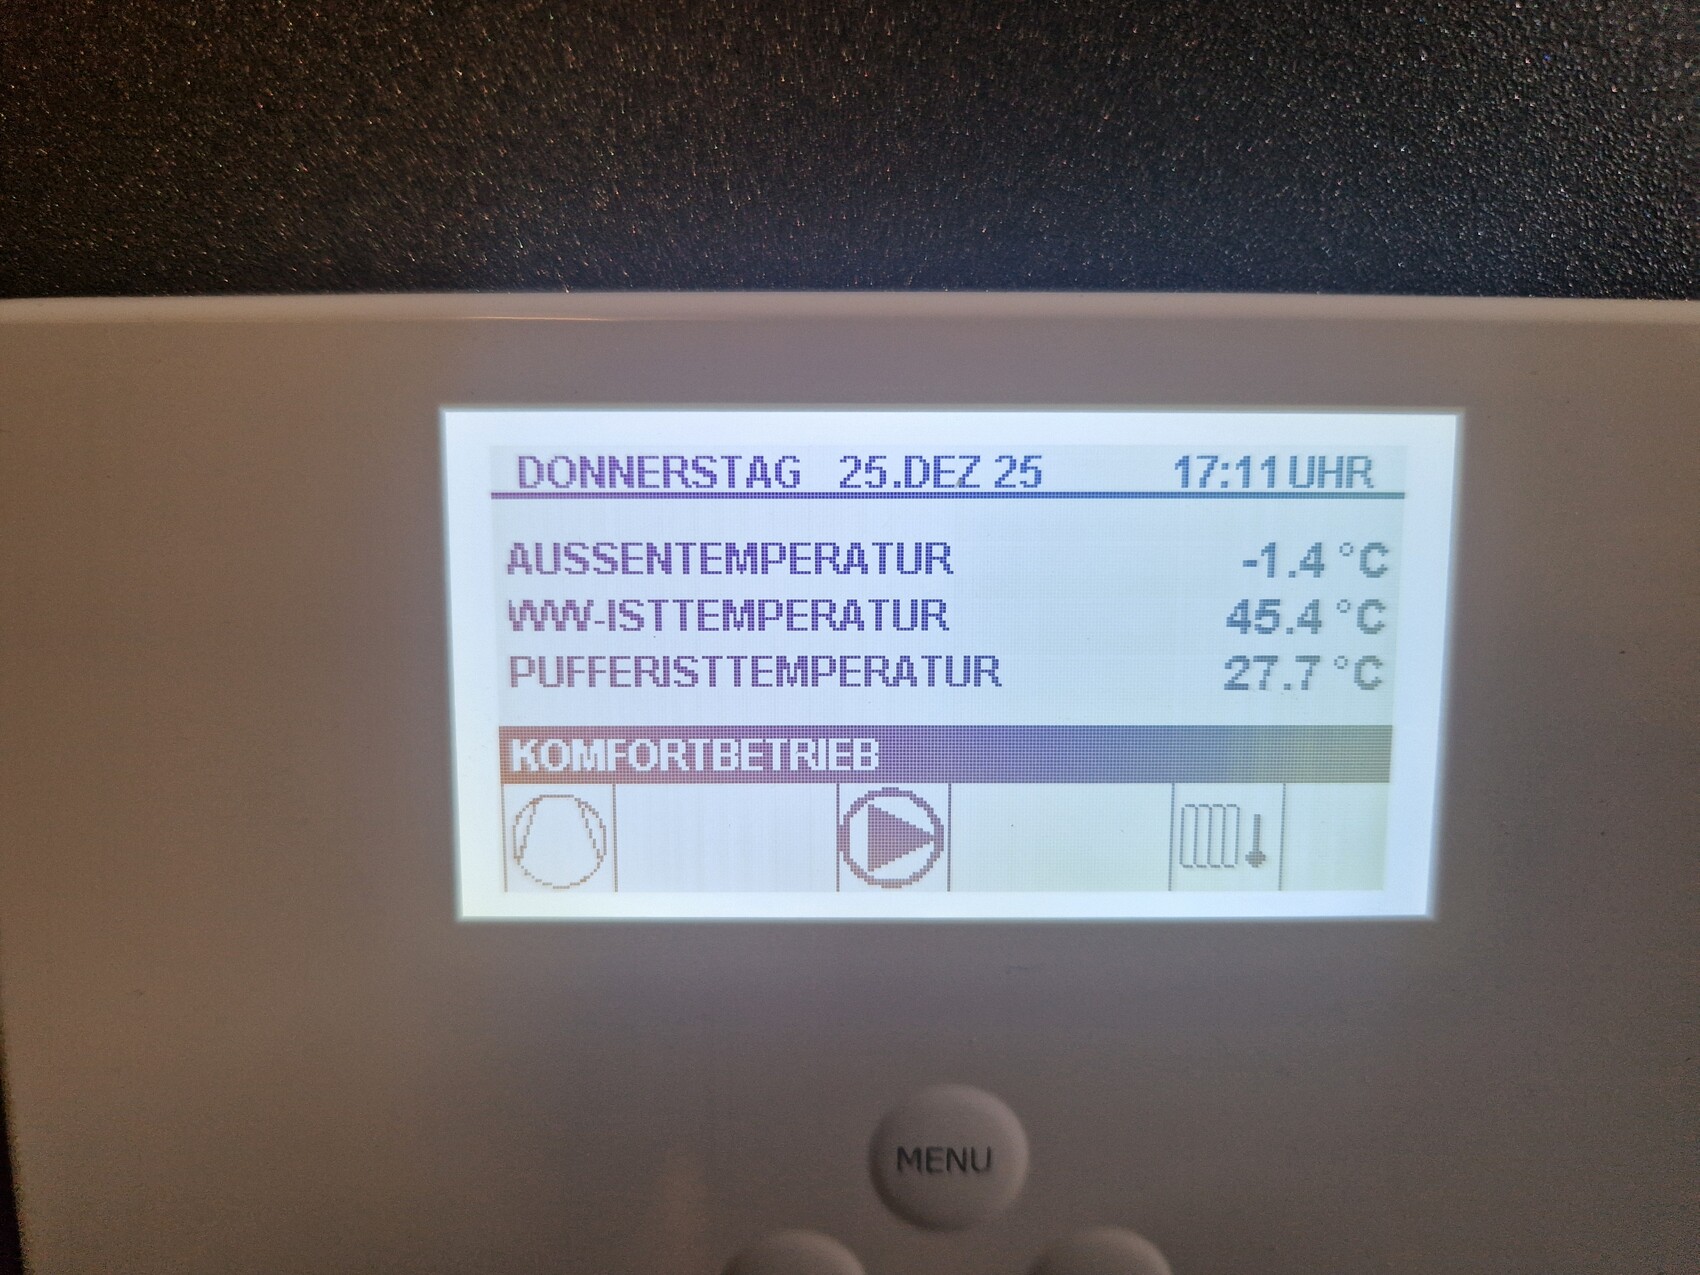 DONNERSTAG 25.DEZ 25 17:11 UHR
AUSSENTEMPERATUR -1.4 °C
WW-ISTTEMPERATUR 45.4 °C
PUFFERISTTEMPERATUR 27.7 °C
KOMFORTBETRIEB
MENU